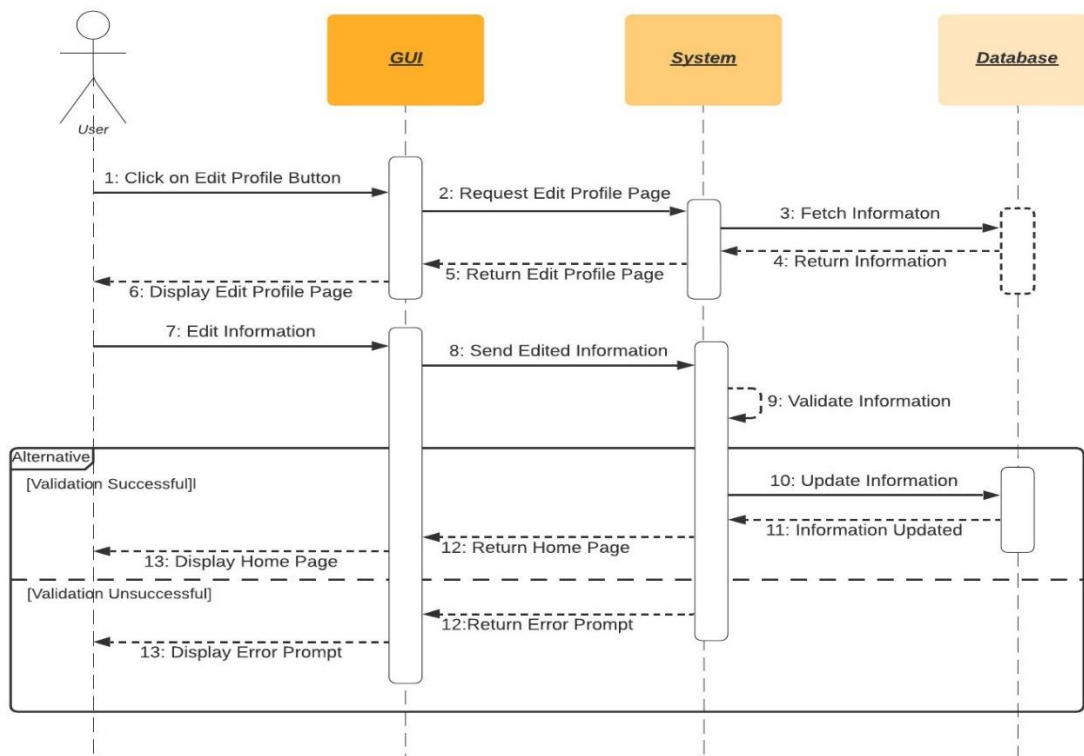 GUI
System
Database
User
1: Click on Edit Profile Button
2: Request Edit Profile Page
3: Fetch Informaton
4: Return Information
5: Return Edit Profile Page
6: Display Edit Profile Page
7: Edit Information
8: Send Edited Information
9: Validate Information
Alternative
[Validation Successful]l
10: Update Information
11: Information Updated
12: Return Home Page
13: Display Home Page
[Validation Unsuccessful]
12:Return Error Prompt
13: Display Error Prompt